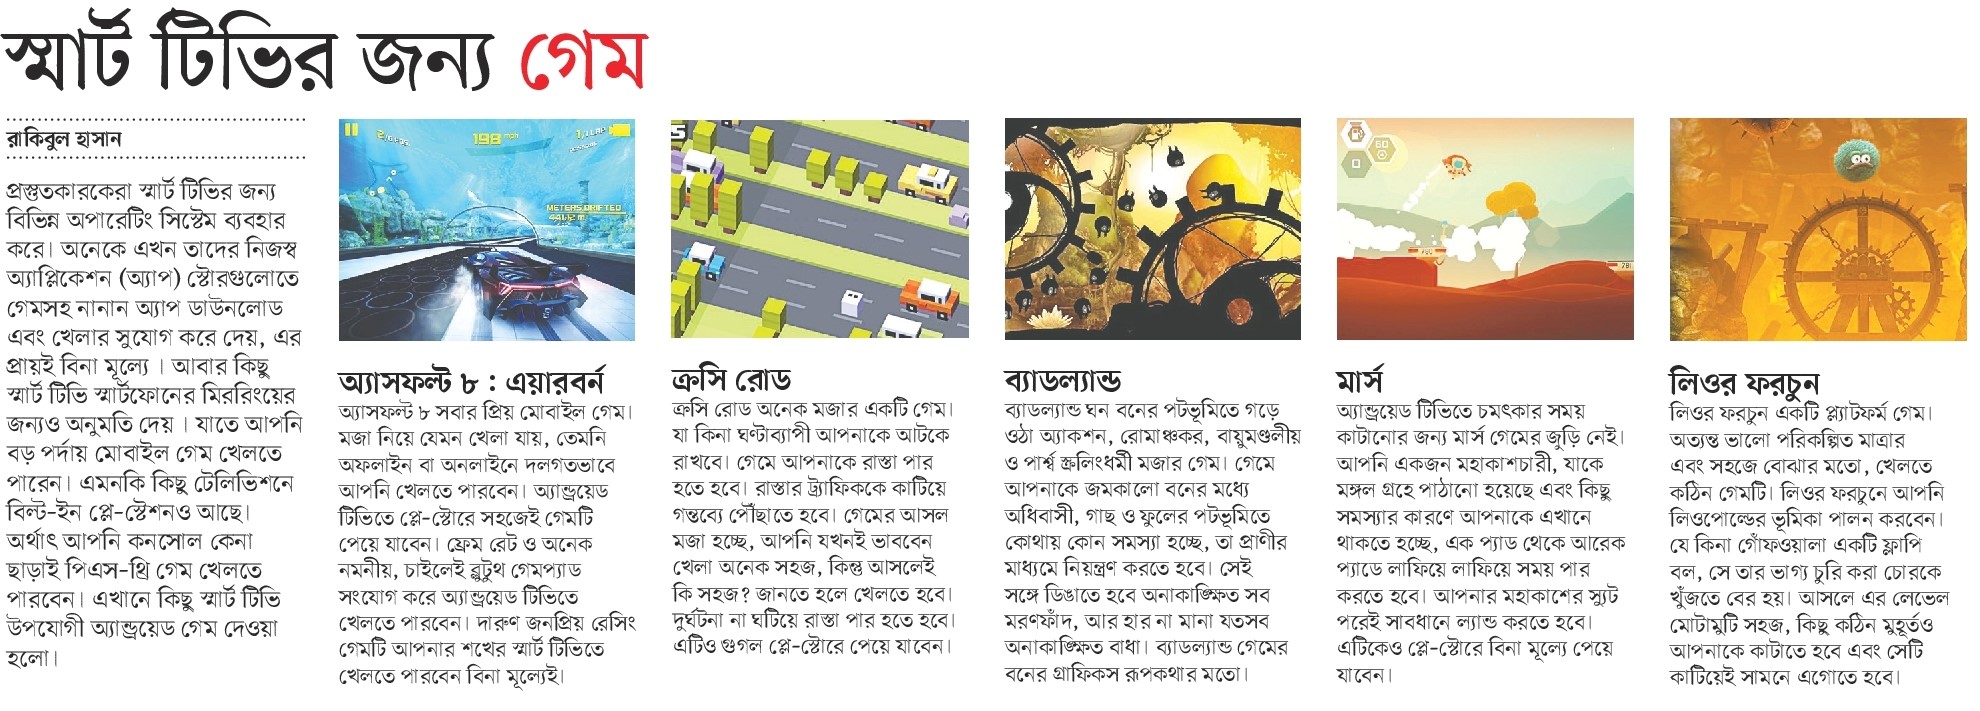 স্মার্ট টিভির জন্য গেম
রাকিবুল হাসান
প্রস্তুতকারকেরা স্মার্ট টিভির জন্য
বিভিন্ন অপারেটিং সিস্টেম ব্যবহার
করে। অনেকে এখন তাদের নিজস্ব
অ্যাপ্লিকেশন (অ্যাপ) স্টোরগুলোতে
গেমসহ নানান অ্যাপ ডাউনলোড
এবং খেলার সুযোগ করে দেয়, এর
প্রায়ই বিনা মূল্যে । আবার কিছু
স্মার্ট টিভি স্মার্টফোনের মিররিংয়ের
জন্যও অনুমতি দেয় । যাতে আপনি
বড় পর্দায় মোবাইল গেম খেলতে
পারেন। এমনকি কিছু টেলিভিশনে
বিল্ট-ইন প্লে-স্টেশনও আছে।
অর্থাৎ আপনি কনসোল কেনা
ছাড়াই পিএস-থ্রি গেম খেলতে
পারবেন। এখানে কিছু স্মার্ট টিভি
উপযোগী অ্যান্ড্রয়েড গেম দেওয়া
হলো।
198 mph
1/1 LAP
METERS DRIFTED
441.12 m
অ্যাসফল্ট ৮ : এয়ারবর্ন
অ্যাসফল্ট ৮ সবার প্রিয় মোবাইল গেম।
মজা নিয়ে যেমন খেলা যায়, তেমনি
অফলাইন বা অনলাইনে দলগতভাবে
আপনি খেলতে পারবেন। অ্যান্ড্রয়েড
টিভিতে প্লে-স্টোরে সহজেই গেমটি
পেয়ে যাবেন। ফ্রেম রেট ও অনেক
নমনীয়, চাইলেই ব্লুটুথ গেমপ্যাড
সংযোগ করে অ্যান্ড্রয়েড টিভিতে
খেলতে পারবেন। দারুণ জনপ্রিয় রেসিং
গেমটি আপনার শখের স্মার্ট টিভিতে
খেলতে পারবেন বিনা মূল্যেই।
5
ক্রসি রোড
ক্রসি রোড অনেক মজার একটি গেম।
যা কিনা ঘণ্টাব্যাপী আপনাকে আটকে
রাখবে। গেমে আপনাকে রাস্তা পার
হতে হবে। রাস্তার ট্র্যাফিককে কাটিয়ে
গন্তব্যে পৌঁছাতে হবে। গেমের আসল
মজা হচ্ছে, আপনি যখনই ভাববেন
খেলা অনেক সহজ, কিন্তু আসলেই
কি সহজ? জানতে হলে খেলতে হবে।
দুর্ঘটনা না ঘটিয়ে রাস্তা পার হতে হবে।
এটিও গুগল প্লে-স্টোরে পেয়ে যাবেন।
ব্যাডল্যান্ড
ব্যাডল্যান্ড ঘন বনের পটভূমিতে গড়ে
ওঠা অ্যাকশন, রোমাঞ্চকর, বায়ুমণ্ডলীয়
ও পার্শ্ব স্ক্রলিংধর্মী মজার গেম। গেমে
আপনাকে জমকালো বনের মধ্যে
অধিবাসী, গাছ ও ফুলের পটভূমিতে
কোথায় কোন সমস্যা হচ্ছে, তা প্রাণীর
মাধ্যমে নিয়ন্ত্রণ করতে হবে। সেই
সঙ্গে ডিঙাতে হবে অনাকাঙ্ক্ষিত সব
মরণফাঁদ, আর হার না মানা যতসব
অনাকাঙ্ক্ষিত বাধা। ব্যাডল্যান্ড গেমের
বনের গ্রাফিকস রূপকথার মতো।
60
0
মার্স
অ্যান্ড্রয়েড টিভিতে চমৎকার সময়
কাটানোর জন্য মার্স গেমের জুড়ি নেই।
আপনি একজন মহাকাশচারী, যাকে
মঙ্গল গ্রহে পাঠানো হয়েছে এবং কিছু
সমস্যার কারণে আপনাকে এখানে
থাকতে হচ্ছে, এক প্যাড থেকে আরেক
প্যাডে লাফিয়ে লাফিয়ে সময় পার
করতে হবে। আপনার মহাকাশের স্যুট
পরেই সাবধানে ল্যান্ড করতে হবে।
এটিকেও প্লে-স্টোরে বিনা মূল্যে পেয়ে
যাবেন।
লিওর ফরচুন
লিওর ফরচুন একটি প্ল্যাটফর্ম গেম।
অত্যন্ত ভালো পরিকল্পিত মাত্রার
এবং সহজে বোঝার মতো, খেলতে
কঠিন গেমটি। লিওর ফরচুনে আপনি
লিওপোল্ডের ভূমিকা পালন করবেন।
যে কিনা গোঁফওয়ালা একটি ফ্লাপি
বল, সে তার ভাগ্য চুরি করা চোরকে
খুঁজতে বের হয়। আসলে এর লেভেল
মোটামুটি সহজ, কিছু কঠিন মুহূর্তও
আপনাকে কাটাতে হবে এবং সেটি
কাটিয়েই সামনে এগোতে হবে।